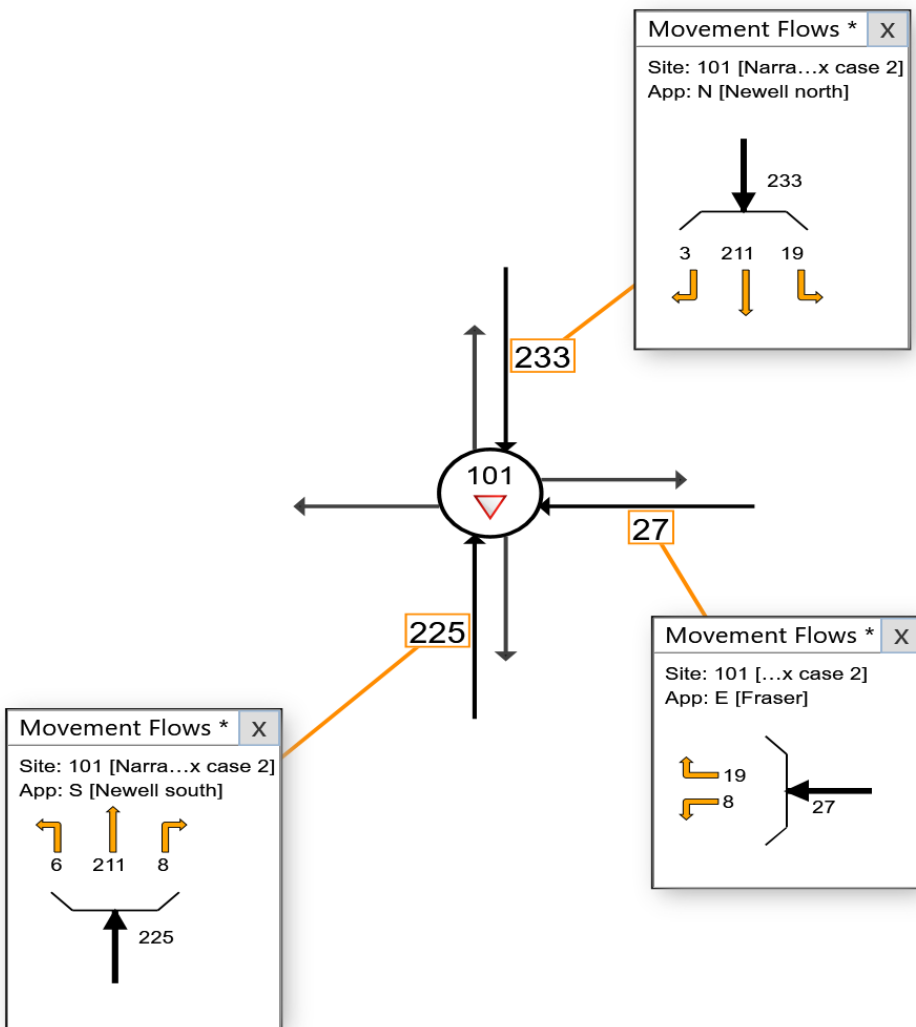 Movement Flows * x
Site: 101 [Narra...x case 2]
App: N [Newell north]
233
3 211 19
233
101
27
225
Movement Flows * x
Site: 101 [...x case 2]
App: E [Fraser]
19
8
27
Movement Flows * x
Site: 101 [Narra...x case 2]
App: S [Newell south]
6 211 8
225